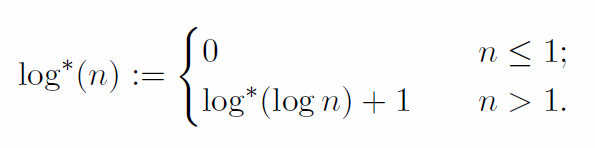 log*(n) := { 0 n ≤ 1;
log*(log n) + 1 n > 1.